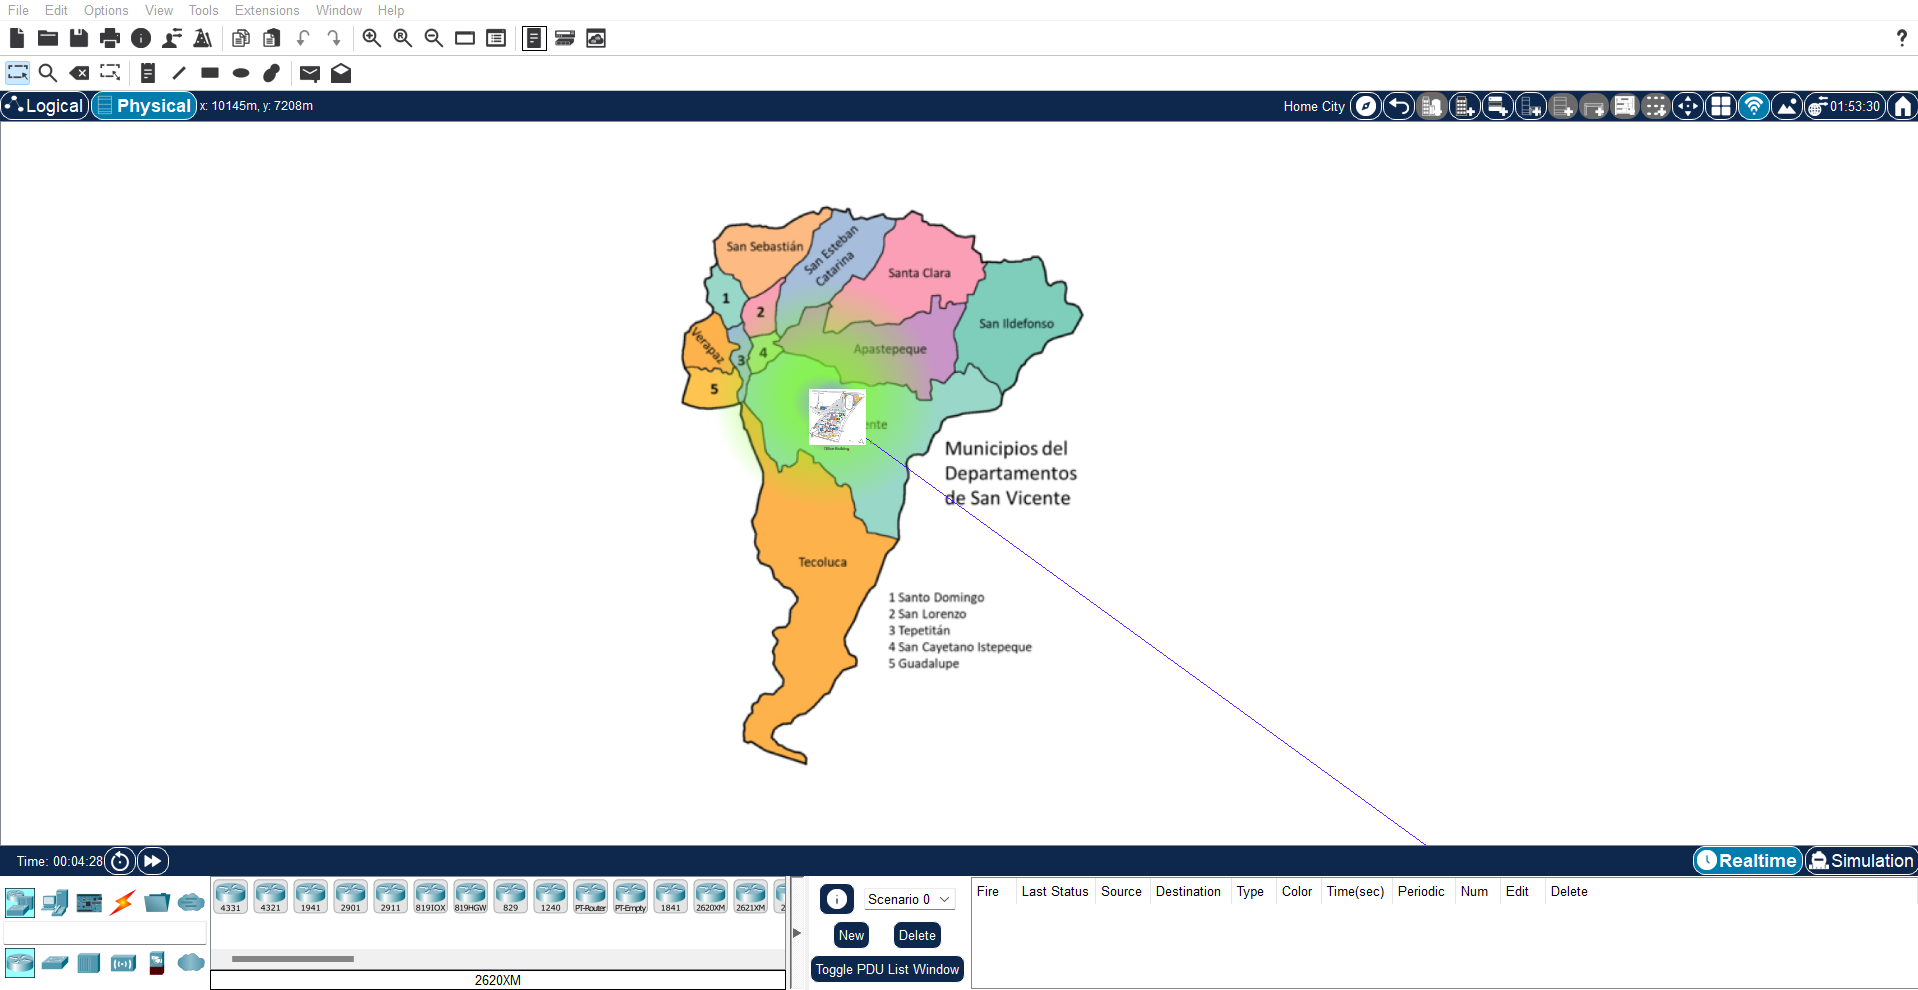 File Edit Options View Tools Extensions Window Help
?
Logical Physical x: 10145m, y: 7208m Home City 01:53:30
San Sebastián
San Esteban
Catarina
Santa Clara
1
2
San Ildefonso
Verapaz
3
4
Apastepeque
5
ente
Office Building
Municipios del
Departamentos
de San Vicente
Tecoluca
1 Santo Domingo
2 San Lorenzo
3 Tepetitán
4 San Cayetano Istepeque
5 Guadalupe
Time: 00:04:28 Realtime Simulation
4331 4321 1941 2901 2911 819IOX 819HGW 829 1240 PT-Router PT-Empty 1841 2620XM 2621XM 2
2620XM
Scenario 0
New Delete
Toggle PDU List Window
Fire Last Status Source Destination Type Color Time(sec) Periodic Num Edit Delete